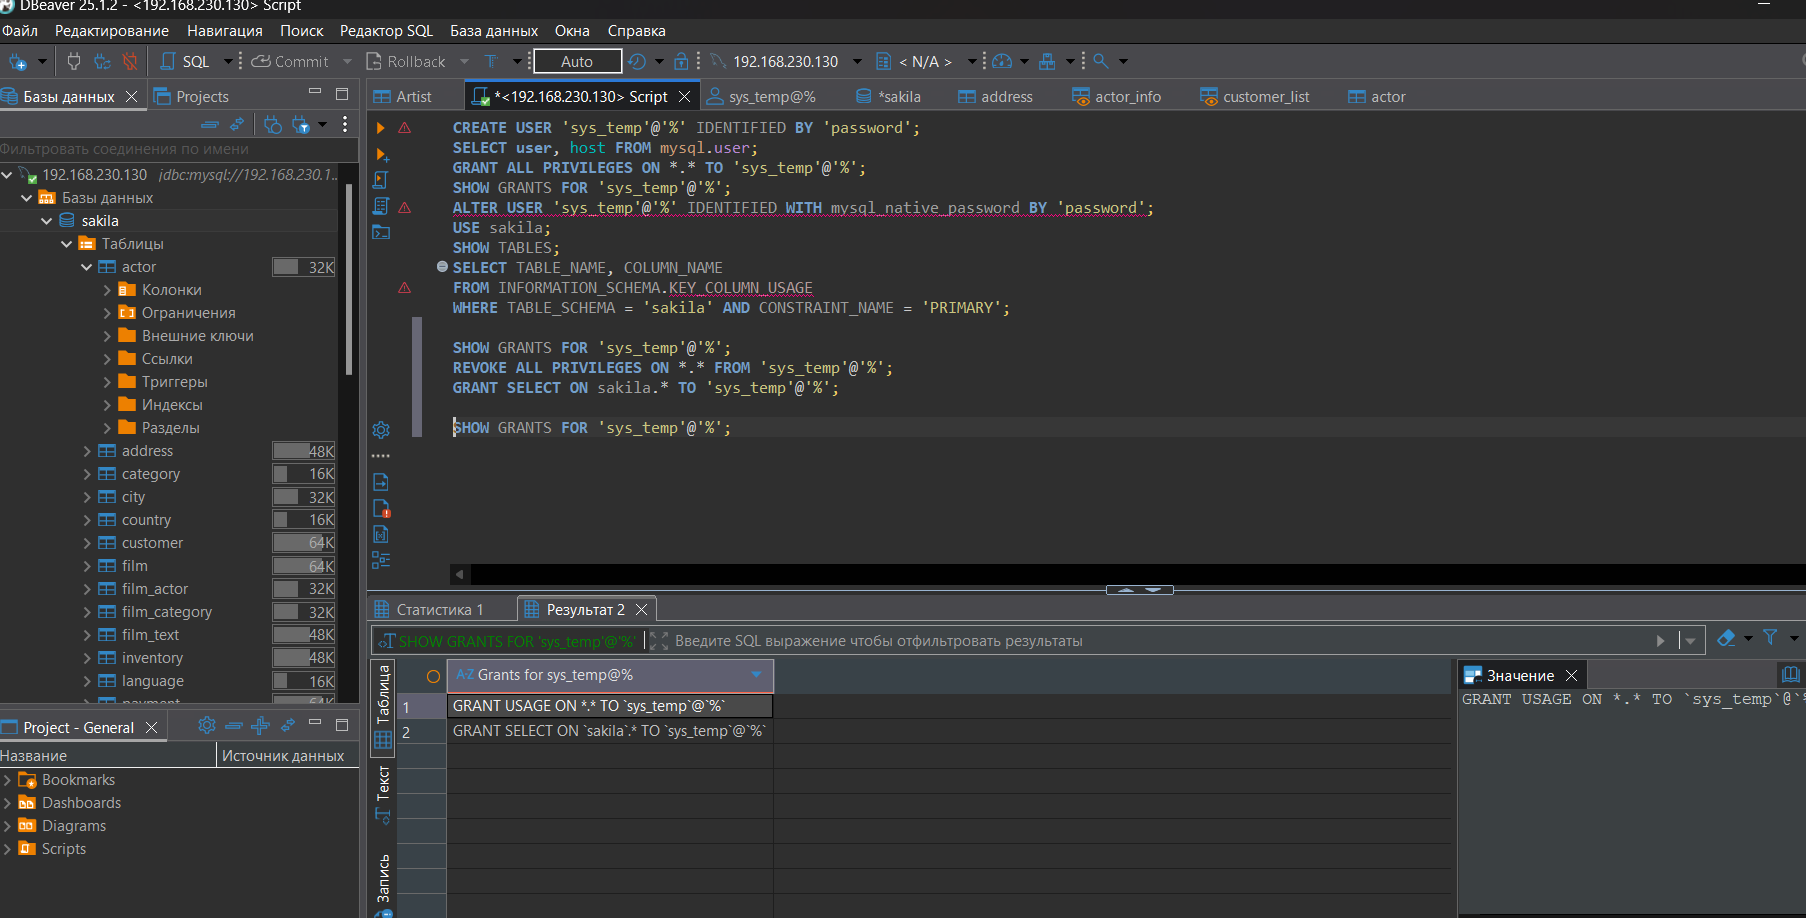 DBeaver 25.1.2 - <192.168.230.130> Script
Файл Редактирование Навигация Поиск Редактор SQL База данных Окна Справка
SQL Commit Rollback T Auto 192.168.230.130 < N/A >
Базы данных Projects
Artist *<192.168.230.130> Script sys_temp@% *sakila address actor_info customer_list actor
Фильтровать соединения по имени
192.168.230.130 jdbc:mysql://192.168.230.1...
Базы данных
sakila
Таблицы
actor 32K
Колонки
Ограничения
Внешние ключи
Ссылки
Триггеры
Индексы
Разделы
address 48K
category 16K
city 32K
country 16K
customer 64K
film 64K
film_actor 32K
film_category 32K
film_text 48K
inventory 48K
language 16K
payment 64K
CREATE USER 'sys_temp'@'%' IDENTIFIED BY 'password';
SELECT user, host FROM mysql.user;
GRANT ALL PRIVILEGES ON *.* TO 'sys_temp'@'%';
SHOW GRANTS FOR 'sys_temp'@'%';
ALTER USER 'sys_temp'@'%' IDENTIFIED WITH mysql_native_password BY 'password';
USE sakila;
SHOW TABLES;
SELECT TABLE_NAME, COLUMN_NAME
FROM INFORMATION_SCHEMA.KEY_COLUMN_USAGE
WHERE TABLE_SCHEMA = 'sakila' AND CONSTRAINT_NAME = 'PRIMARY';
SHOW GRANTS FOR 'sys_temp'@'%';
REVOKE ALL PRIVILEGES ON *.* FROM 'sys_temp'@'%';
GRANT SELECT ON sakila.* TO 'sys_temp'@'%';
SHOW GRANTS FOR 'sys_temp'@'%';
Project - General
Название Источник данных
Bookmarks
Dashboards
Diagrams
Scripts
Статистика 1 Результат 2
SHOW GRANTS FOR 'sys_temp'@'%' Введите SQL выражение чтобы отфильтровать результаты
Таблица
Текст
Запись
A-Z Grants for sys_temp@%
1 GRANT USAGE ON *.* TO `sys_temp`@`%`
2 GRANT SELECT ON `sakila`.* TO `sys_temp`@`%`
Значение
GRANT USAGE ON *.* TO `sys_temp`@`%